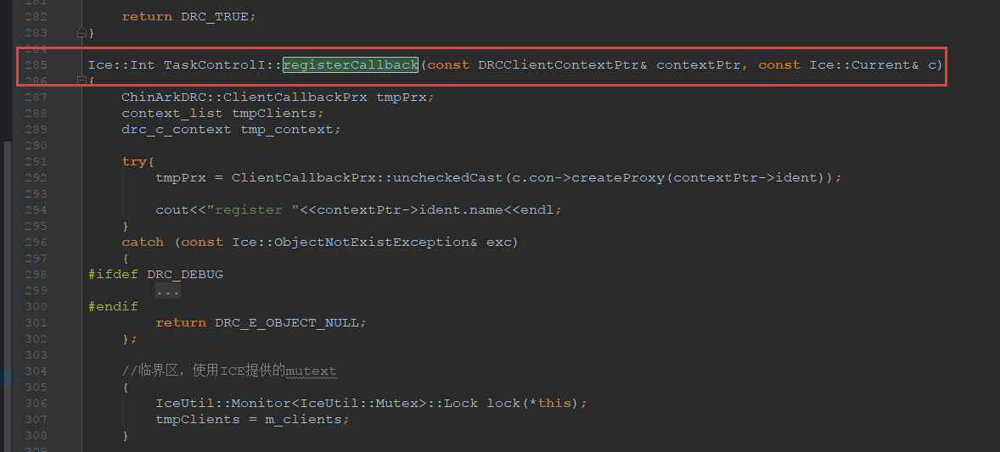 282 return DRC_TRUE;
283 }
284
285 Ice::Int TaskControlI::registerCallback(const DRCClientContextPtr& contextPtr, const Ice::Current& c)
286 {
287 ChinArkDRC::ClientCallbackPrx tmpPrx;
288 context_list tmpClients;
289 drc_c_context tmp_context;
290
291 try{
292 tmpPrx = ClientCallbackPrx::uncheckedCast(c.con->createProxy(contextPtr->ident));
293
294 cout<<"register "<<contextPtr->ident.name<<endl;
295 }
296 catch (const Ice::ObjectNotExistException& exc)
297 {
298 #ifdef DRC_DEBUG
299 ...
300 #endif
301 return DRC_E_OBJECT_NULL;
302 };
303
304 //临界区，使用ICE提供的mutext
305 {
306 IceUtil::Monitor<IceUtil::Mutex>::Lock lock(*this);
307 tmpClients = m_clients;
308 }